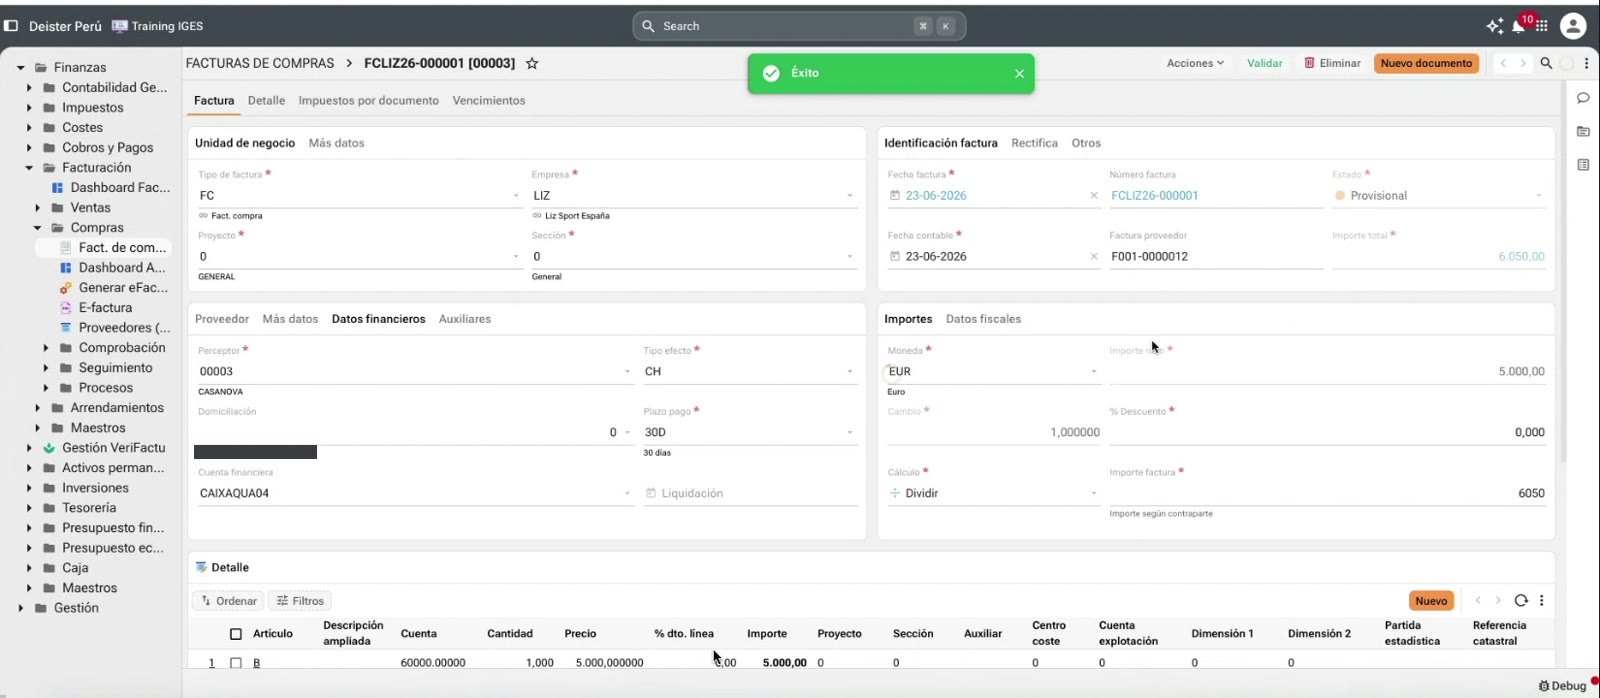 Deister Perú Training IGES Search ⌘ K 10
Finanzas
Contabilidad Ge...
Impuestos
Costes
Cobros y Pagos
Facturación
Dashboard Fac...
Ventas
Compras
Fact. de com...
Dashboard A...
Generar eFac...
E-factura
Proveedores (...
Comprobación
Seguimiento
Procesos
Arrendamientos
Maestros
Gestión VeriFactu
Activos perman...
Inversiones
Tesorería
Presupuesto fin...
Presupuesto ec...
Caja
Maestros
Gestión
FACTURAS DE COMPRAS > FCLIZ26-000001 [00003]
Éxito
Acciones Validar Eliminar Nuevo documento
Factura Detalle Impuestos por documento Vencimientos
Unidad de negocio Más datos
Tipo de factura * Empresa *
FC LIZ
Fact. compra Liz Sport España
Proyecto * Sección *
0 0
GENERAL General
Identificación factura Rectifica Otros
Fecha factura * Número factura Estado *
23-06-2026 FCLIZ26-000001 Provisional
Fecha contable * Factura proveedor Importe total *
23-06-2026 F001-0000012 6.050,00
Proveedor Más datos Datos financieros Auxiliares
Perceptor * Tipo efecto *
00003 CH
CASANOVA
Domiciliación Plazo pago *
0 30D
30 días
Cuenta financiera
CAIXAQUA04 Liquidación
Importes Datos fiscales
Moneda * Importe *
EUR 5.000,00
Euro
Cambio * % Descuento *
1,000000 0,000
Cálculo * Importe factura *
Dividir 6050
Importe según contraparte
Detalle
Ordenar Filtros Nuevo
Artículo Descripción ampliada Cuenta Cantidad Precio % dto. línea Importe Proyecto Sección Auxiliar Centro coste Cuenta explotación Dimensión 1 Dimensión 2 Partida estadística Referencia catastral
1 B 60000.00000 1,000 5.000,000000 ,00 5.000,00 0 0 0 0 0 0
Debug